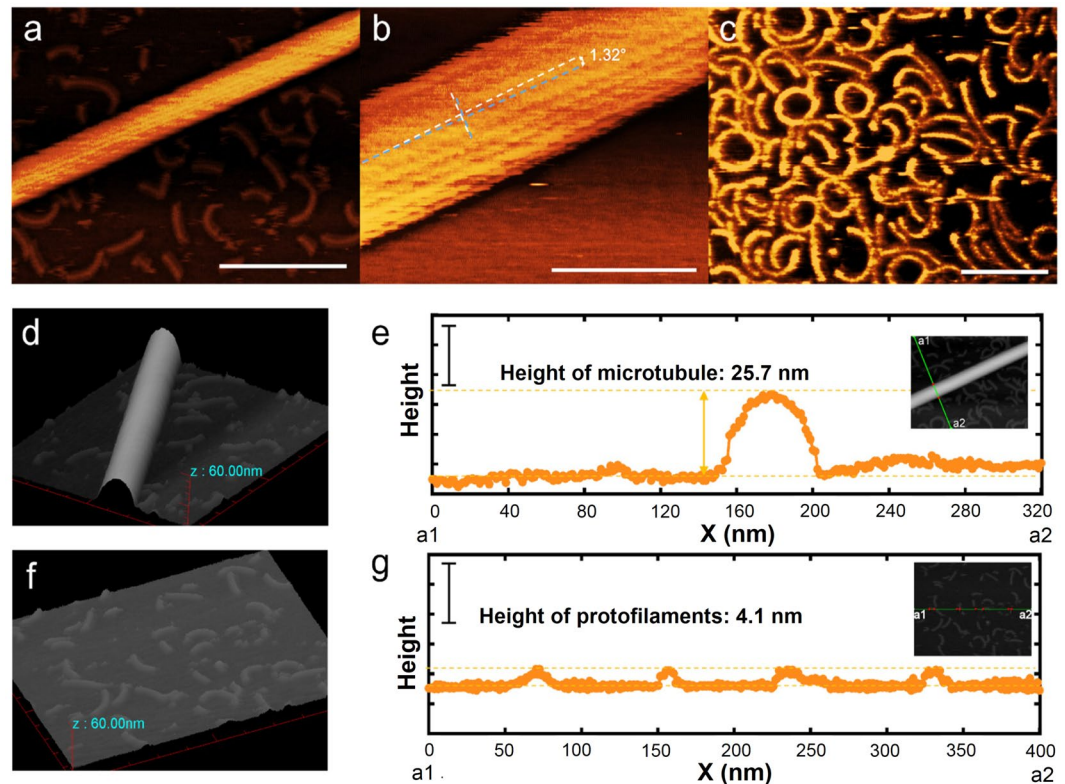 a
b
1.32°
c
d
z : 60.00nm
e
Height of microtubule: 25.7 nm
Height
a1
a2
0 40 80 120 160 200 240 280 320
a1 X (nm) a2
f
z : 60.00nm
g
Height of protofilaments: 4.1 nm
Height
a1
a2
0 50 100 150 200 250 300 350 400
a1 . X (nm) a2